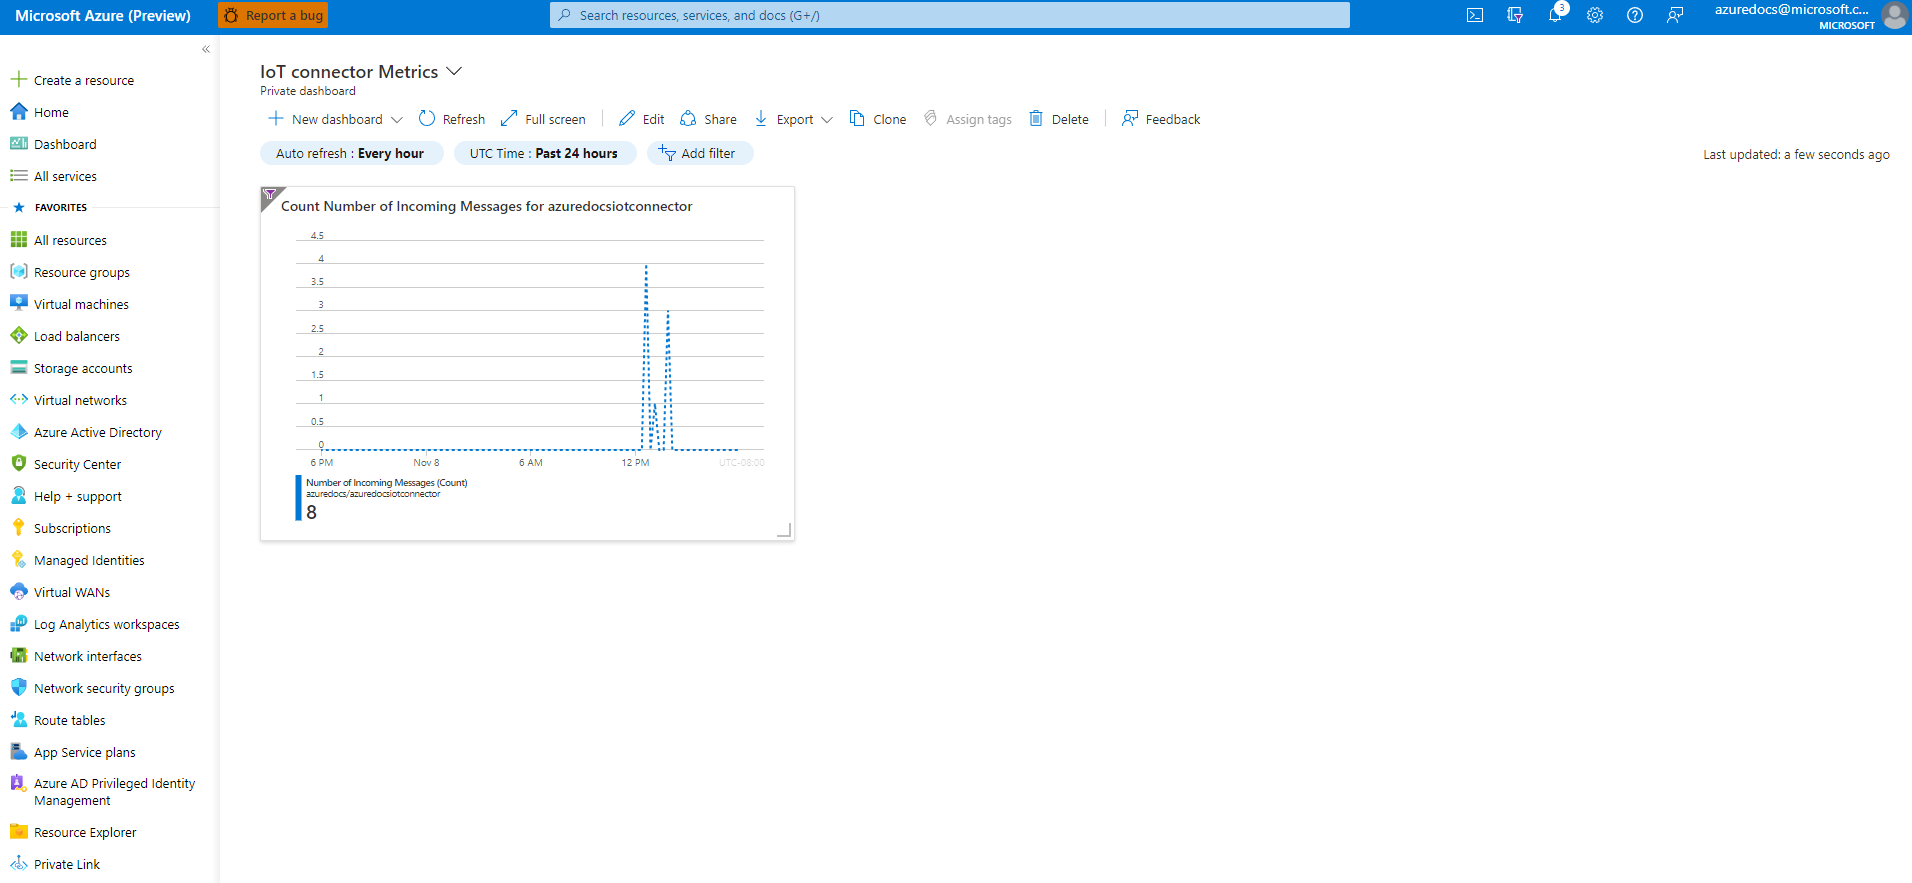 Microsoft Azure (Preview)
Report a bug
Search resources, services, and docs (G+/)
3
azuredocs@microsoft.c...
MICROSOFT
«
Create a resource
Home
Dashboard
All services
FAVORITES
All resources
Resource groups
Virtual machines
Load balancers
Storage accounts
Virtual networks
Azure Active Directory
Security Center
Help + support
Subscriptions
Managed Identities
Virtual WANs
Log Analytics workspaces
Network interfaces
Network security groups
Route tables
App Service plans
Azure AD Privileged Identity
Management
Resource Explorer
Private Link
IoT connector Metrics
Private dashboard
New dashboard
Refresh
Full screen
Edit
Share
Export
Clone
Assign tags
Delete
Feedback
Auto refresh : Every hour
UTC Time : Past 24 hours
Add filter
Last updated: a few seconds ago
Count Number of Incoming Messages for azuredocsiotconnector
4.5
4
3.5
3
2.5
2
1.5
1
0.5
0
6 PM
Nov 8
6 AM
12 PM
UTC-08:00
Number of Incoming Messages (Count)
azuredocs/azuredocsiotconnector
8